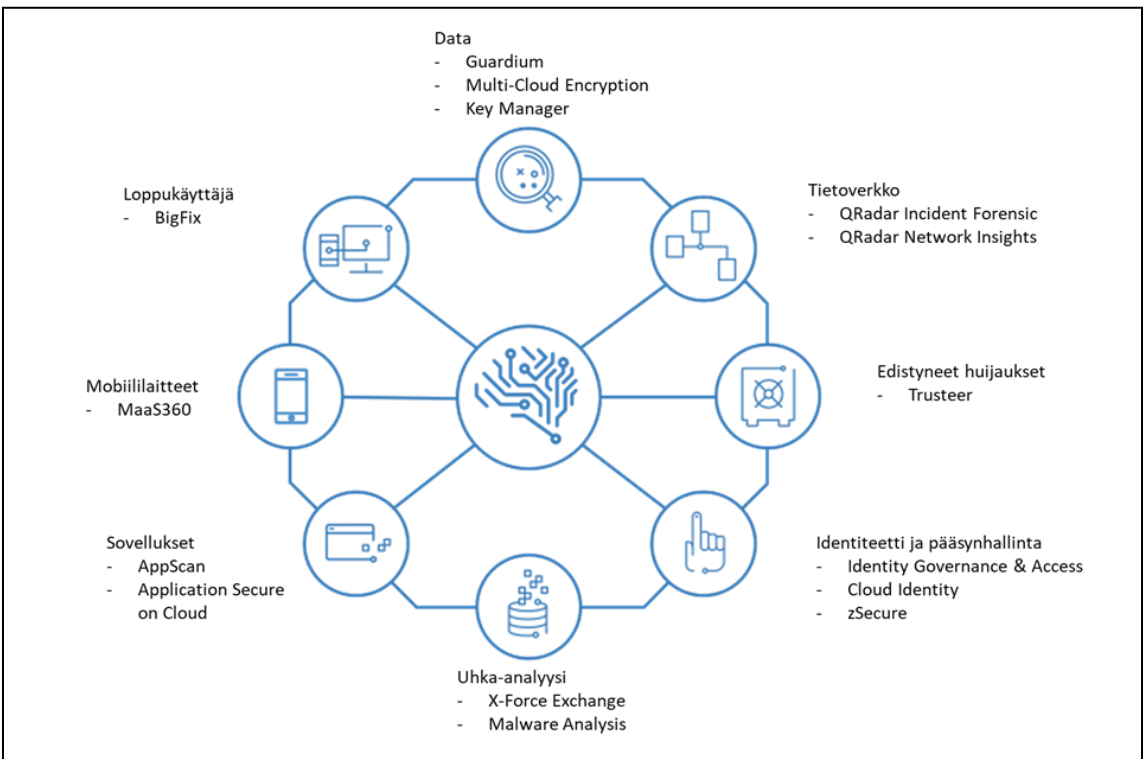 Data
- Guardium
- Multi-Cloud Encryption
- Key Manager
Loppukäyttäjä
- BigFix
Tietoverkko
- QRadar Incident Forensic
- QRadar Network Insights
Mobiililaitteet
- MaaS360
Edistyneet huijaukset
- Trusteer
Sovellukset
- AppScan
- Application Secure
on Cloud
Identiteetti ja pääsynhallinta
- Identity Governance & Access
- Cloud Identity
- zSecure
Uhka-analyysi
- X-Force Exchange
- Malware Analysis